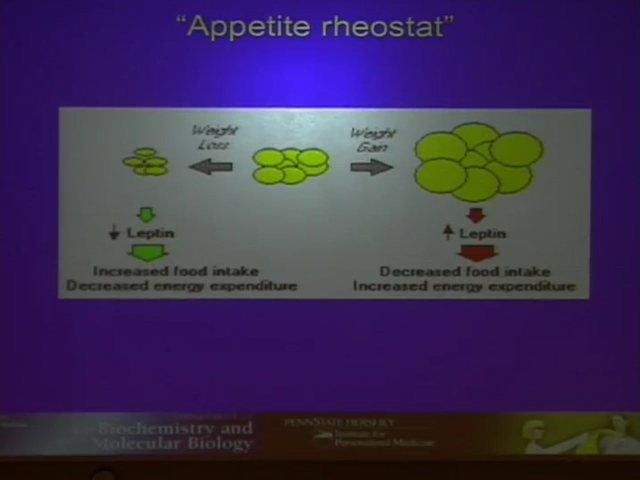 "Appetite rheostat"
Weight
Loss
Weight
Gain
Leptin
Leptin
Increased food intake
Decreased energy expenditure
Decreased food intake
Increased energy expenditure
Biochemistry and
Molecular Biology
PENNSTATE HERSHEY
Institute for
Personalized Medicine